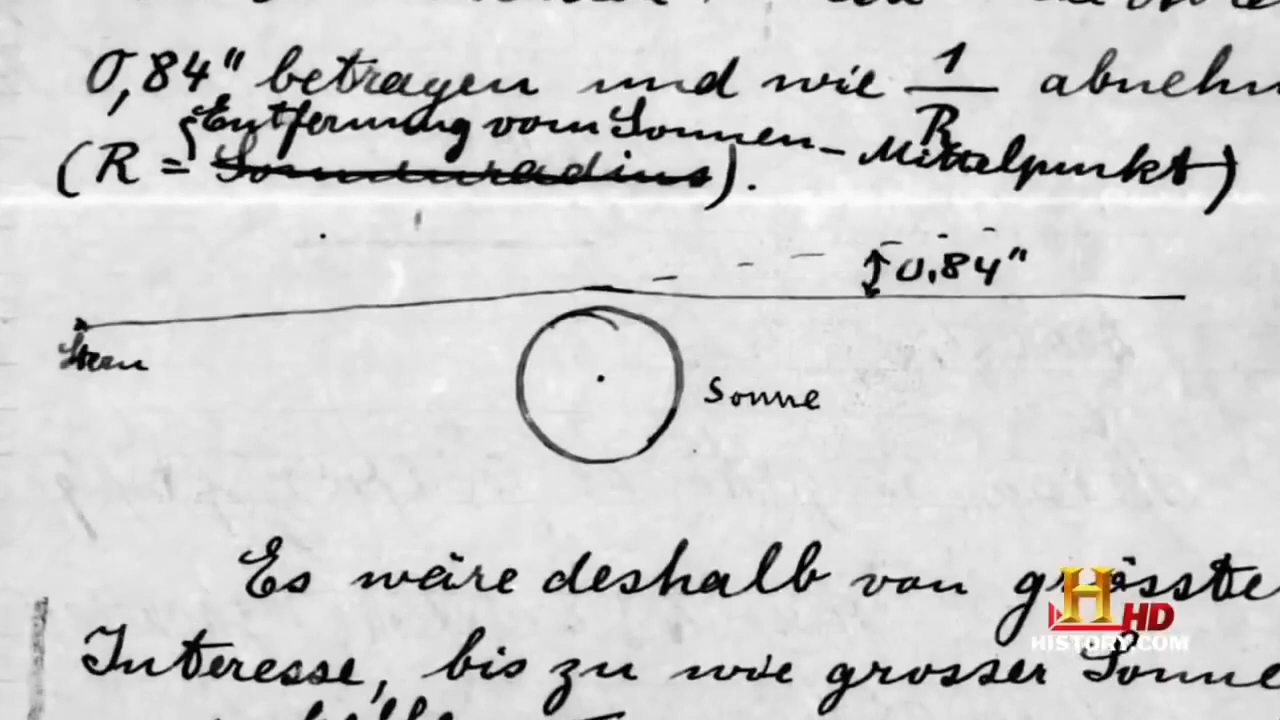 0,84" betragen und wie 1/R abnehm
Entfernung vom Sonnen-Mittelpunkt)
(R = Sonnenradius).
0.84"
Stern
Sonne
Es wäre deshalb von grösste
Interesse, bis zu wie grosser Sonne
H HD
HISTORY.COM